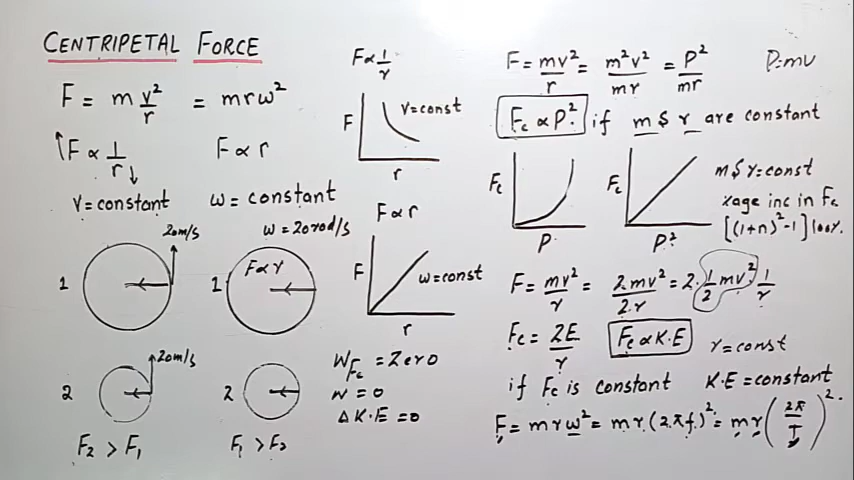 CENTRIPETAL FORCE
F = m v²/r = mrω²
↑F ∝ 1/r↓
F ∝ r
v=constant
ω = constant
20m/s
1
ω = 20rad/s
1
F∝r
2
20m/s
2
F₂ > F₁
F₁ > F₂
F∝ 1/r
F
v=const
r
F∝r
F
ω=const
r
W_Fc = Zero
w = 0
ΔK·E = 0
F = mv²/r = m²v²/mr = P²/mr
P=mv
Fc ∝ P² if m & r are constant
Fc
P
Fc
P²
m & r=const
%age inc in Fc
[(1+n)²-1] 100%
F = mv²/r = 2mv²/2r = 2·1/2 mv² 1/r
Fc = 2E/r
Fc ∝ K·E
r=const
if Fc is constant K·E = constant
F = mrω² = mr(2πf)² = mr(2π/T)²